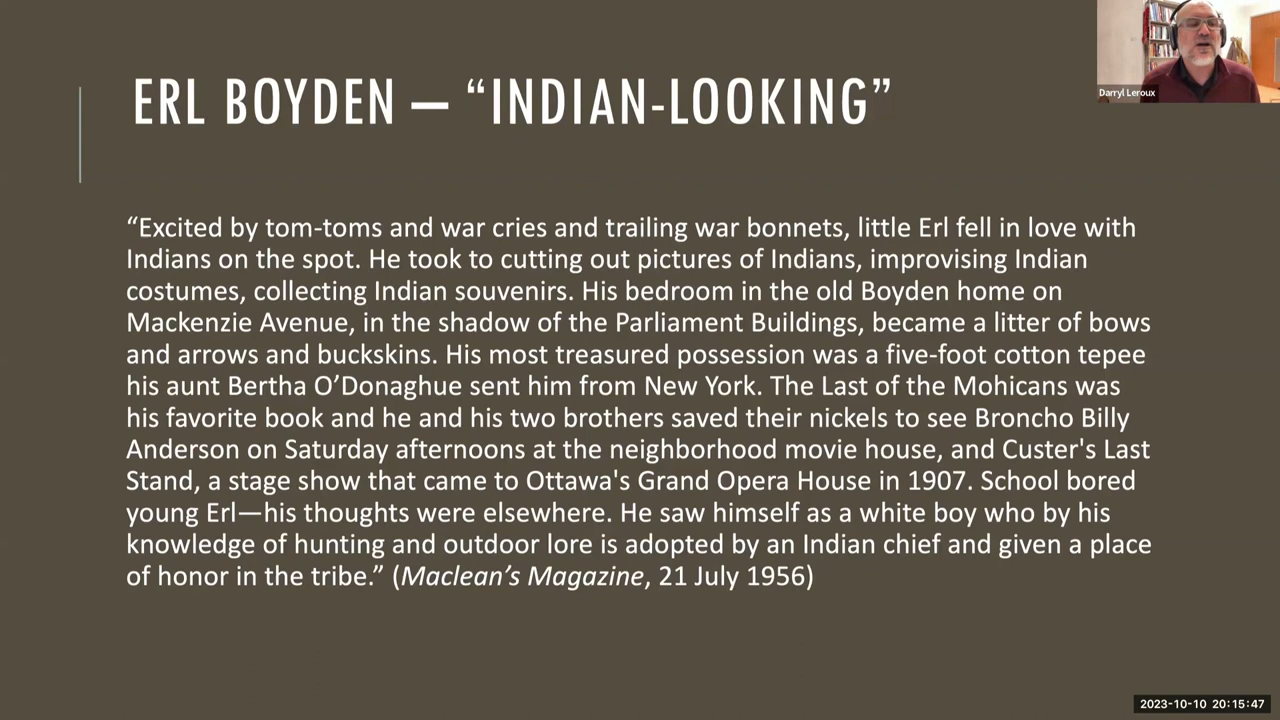 ERL BOYDEN — “INDIAN-LOOKING”
Darryl Leroux
“Excited by tom-toms and war cries and trailing war bonnets, little Erl fell in love with
Indians on the spot. He took to cutting out pictures of Indians, improvising Indian
costumes, collecting Indian souvenirs. His bedroom in the old Boyden home on
Mackenzie Avenue, in the shadow of the Parliament Buildings, became a litter of bows
and arrows and buckskins. His most treasured possession was a five-foot cotton tepee
his aunt Bertha O’Donaghue sent him from New York. The Last of the Mohicans was
his favorite book and he and his two brothers saved their nickels to see Broncho Billy
Anderson on Saturday afternoons at the neighborhood movie house, and Custer's Last
Stand, a stage show that came to Ottawa's Grand Opera House in 1907. School bored
young Erl—his thoughts were elsewhere. He saw himself as a white boy who by his
knowledge of hunting and outdoor lore is adopted by an Indian chief and given a place
of honor in the tribe.” (Maclean’s Magazine, 21 July 1956)
2023-10-10 20:15:47